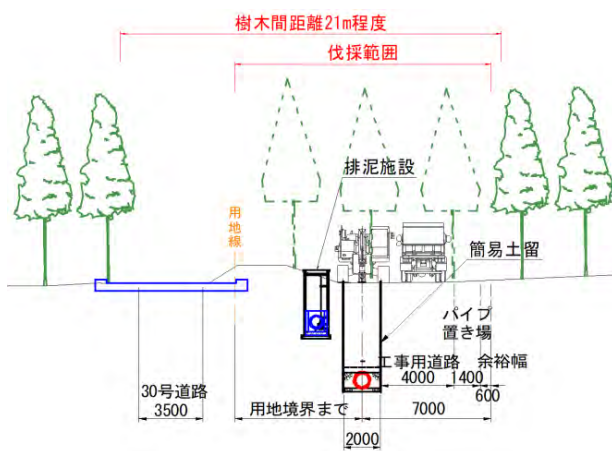 樹木間距離21m程度
伐採範囲
排泥施設
用地線
簡易土留
パイプ
置き場
工事用道路
余裕幅
30号道路
3500
4000
1400
600
用地境界まで
7000
2000